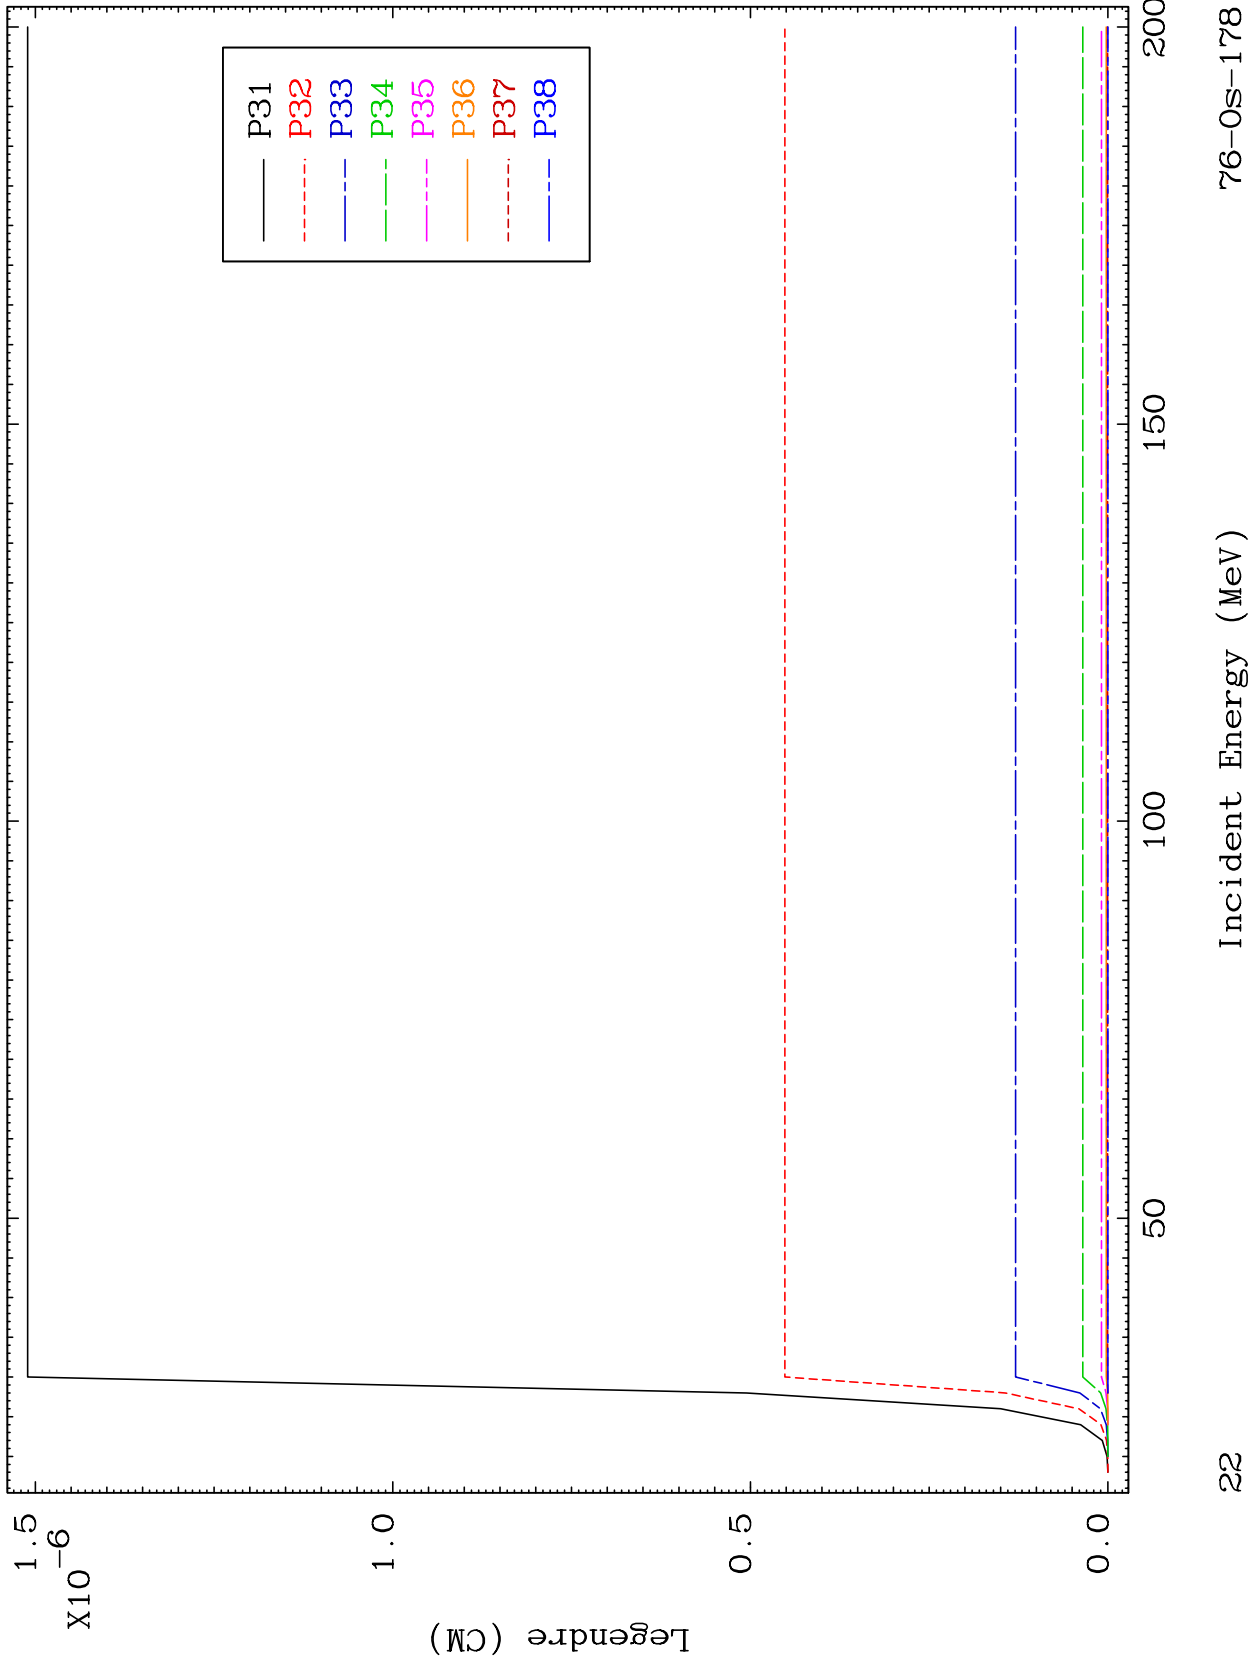 X10-6
1.5
1.0
0.5
0.0
Legendre (CM)
P31
P32
P33
P34
P35
P36
P37
P38
50
100
150
200
Incident Energy (MeV)
22
76-Os-178